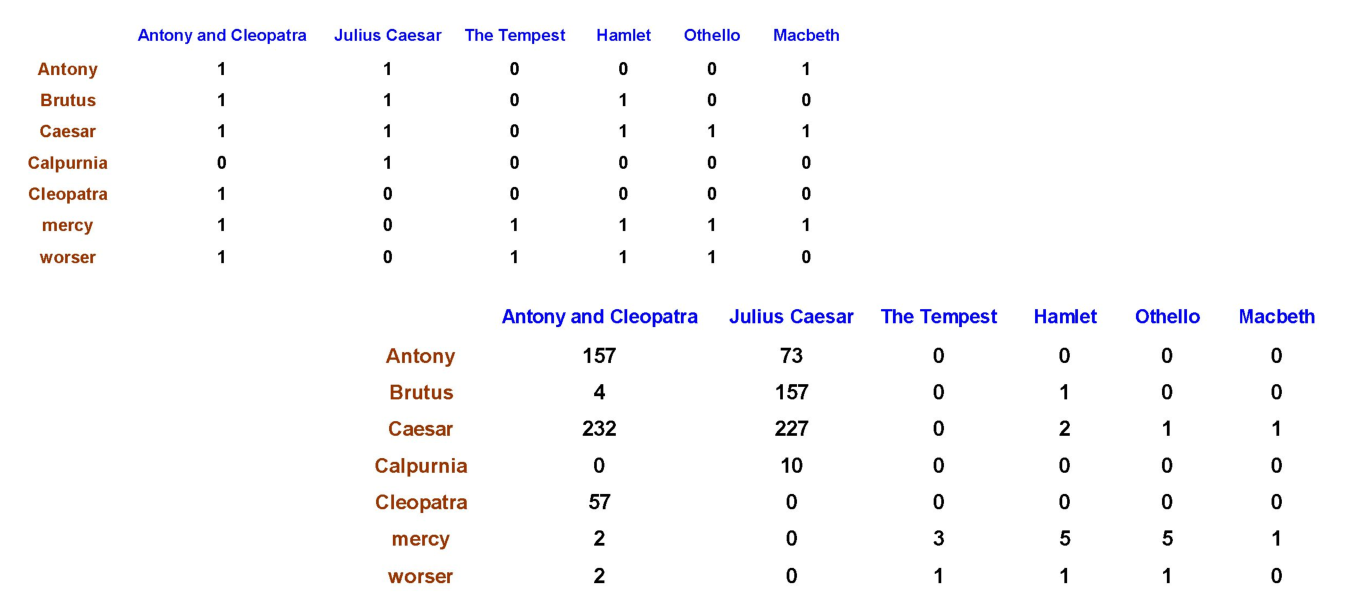 Antony and Cleopatra Julius Caesar The Tempest Hamlet Othello Macbeth
Antony 1 1 0 0 0 1
Brutus 1 1 0 1 0 0
Caesar 1 1 0 1 1 1
Calpurnia 0 1 0 0 0 0
Cleopatra 1 0 0 0 0 0
mercy 1 0 1 1 1 1
worser 1 0 1 1 1 0
Antony and Cleopatra Julius Caesar The Tempest Hamlet Othello Macbeth
Antony 157 73 0 0 0 0
Brutus 4 157 0 1 0 0
Caesar 232 227 0 2 1 1
Calpurnia 0 10 0 0 0 0
Cleopatra 57 0 0 0 0 0
mercy 2 0 3 5 5 1
worser 2 0 1 1 1 0